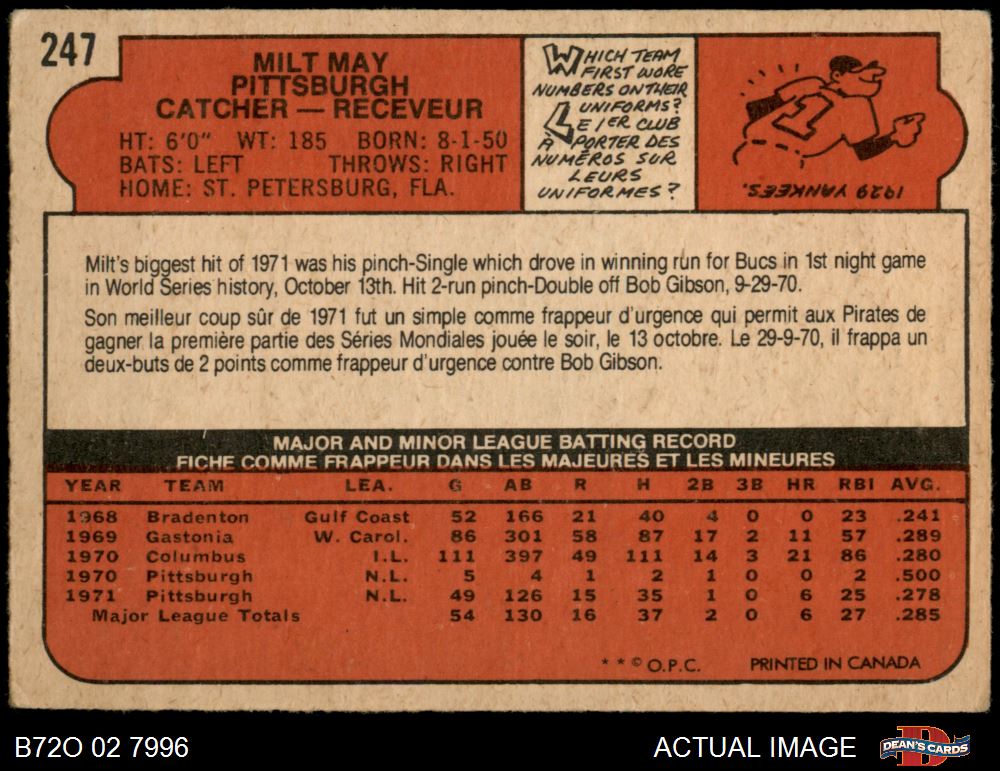 247
MILT MAY
PITTSBURGH
CATCHER — RECEVEUR
HT: 6'0" WT: 185 BORN: 8-1-50
BATS: LEFT THROWS: RIGHT
HOME: ST. PETERSBURG, FLA.
WHICH TEAM
FIRST WORE
NUMBERS ON THEIR
UNIFORMS?
LE 1ER CLUB
À PORTER DES
NUMÉROS SUR
LEURS
UNIFORMES?
1
1929 YANKEES.
Milt's biggest hit of 1971 was his pinch-Single which drove in winning run for Bucs in 1st night game
in World Series history, October 13th. Hit 2-run pinch-Double off Bob Gibson, 9-29-70.
Son meilleur coup sûr de 1971 fut un simple comme frappeur d'urgence qui permit aux Pirates de
gagner la première partie des Séries Mondiales jouée le soir, le 13 octobre. Le 29-9-70, il frappa un
deux-buts de 2 points comme frappeur d'urgence contre Bob Gibson.
MAJOR AND MINOR LEAGUE BATTING RECORD
FICHE COMME FRAPPEUR DANS LES MAJEURES ET LES MINEURES
YEAR TEAM LEA. G AB R H 2B 3B HR RBI AVG.
1968 Bradenton Gulf Coast 52 166 21 40 4 0 0 23 .241
1969 Gastonia W. Carol. 86 301 58 87 17 2 11 57 .289
1970 Columbus I.L. 111 397 49 111 14 3 21 86 .280
1970 Pittsburgh N.L. 5 4 1 2 1 0 0 2 .500
1971 Pittsburgh N.L. 49 126 15 35 1 0 6 25 .278
Major League Totals 54 130 16 37 2 0 6 27 .285
* * © O.P.C. PRINTED IN CANADA
B72O 02 7996 ACTUAL IMAGE DEAN'S CARDS